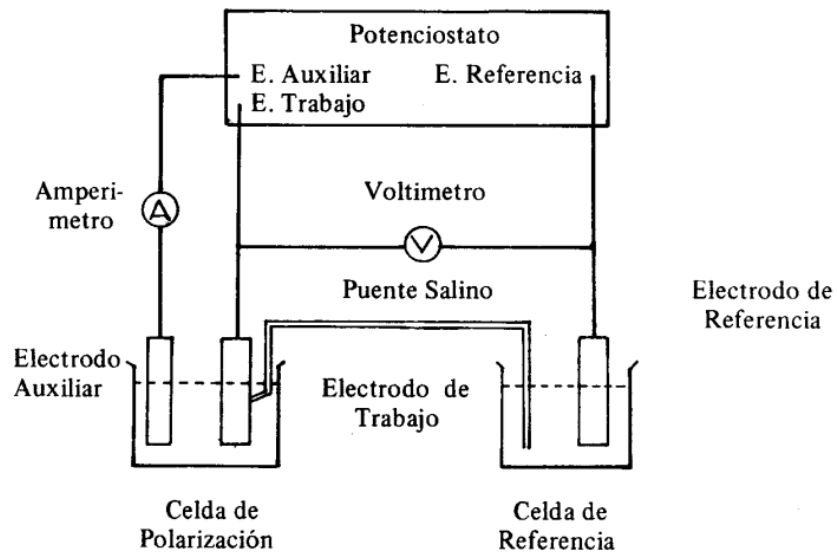 Potenciostato
E. Auxiliar
E. Referencia
E. Trabajo
Amperi-
metro
A
Voltimetro
V
Puente Salino
Electrodo de
Referencia
Electrodo
Auxiliar
Electrodo de
Trabajo
Celda de
Polarización
Celda de
Referencia